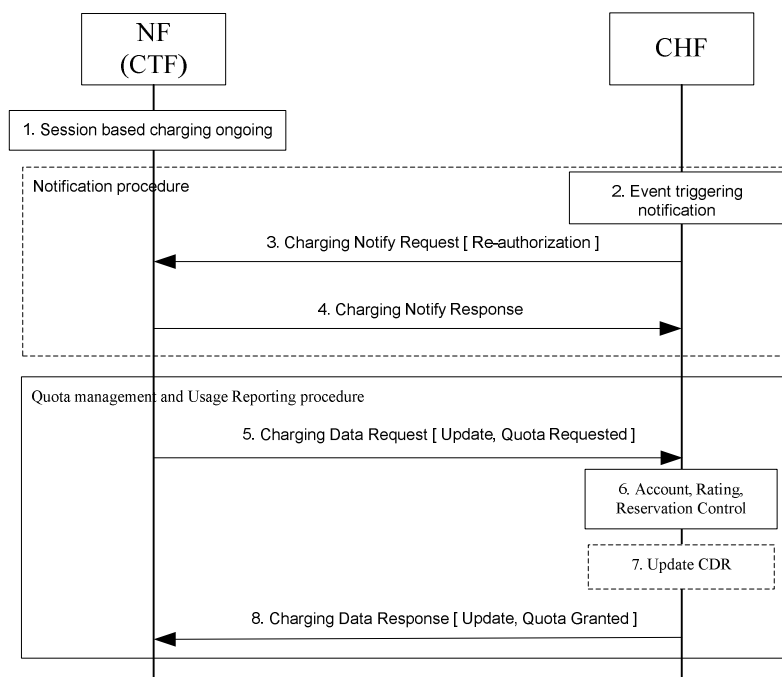 NF
(CTF)
CHF
1. Session based charging ongoing
Notification procedure
2. Event triggering
notification
3. Charging Notify Request [ Re-authorization ]
4. Charging Notify Response
Quota management and Usage Reporting procedure
5. Charging Data Request [ Update, Quota Requested ]
6. Account, Rating,
Reservation Control
7. Update CDR
8. Charging Data Response [ Update, Quota Granted ]